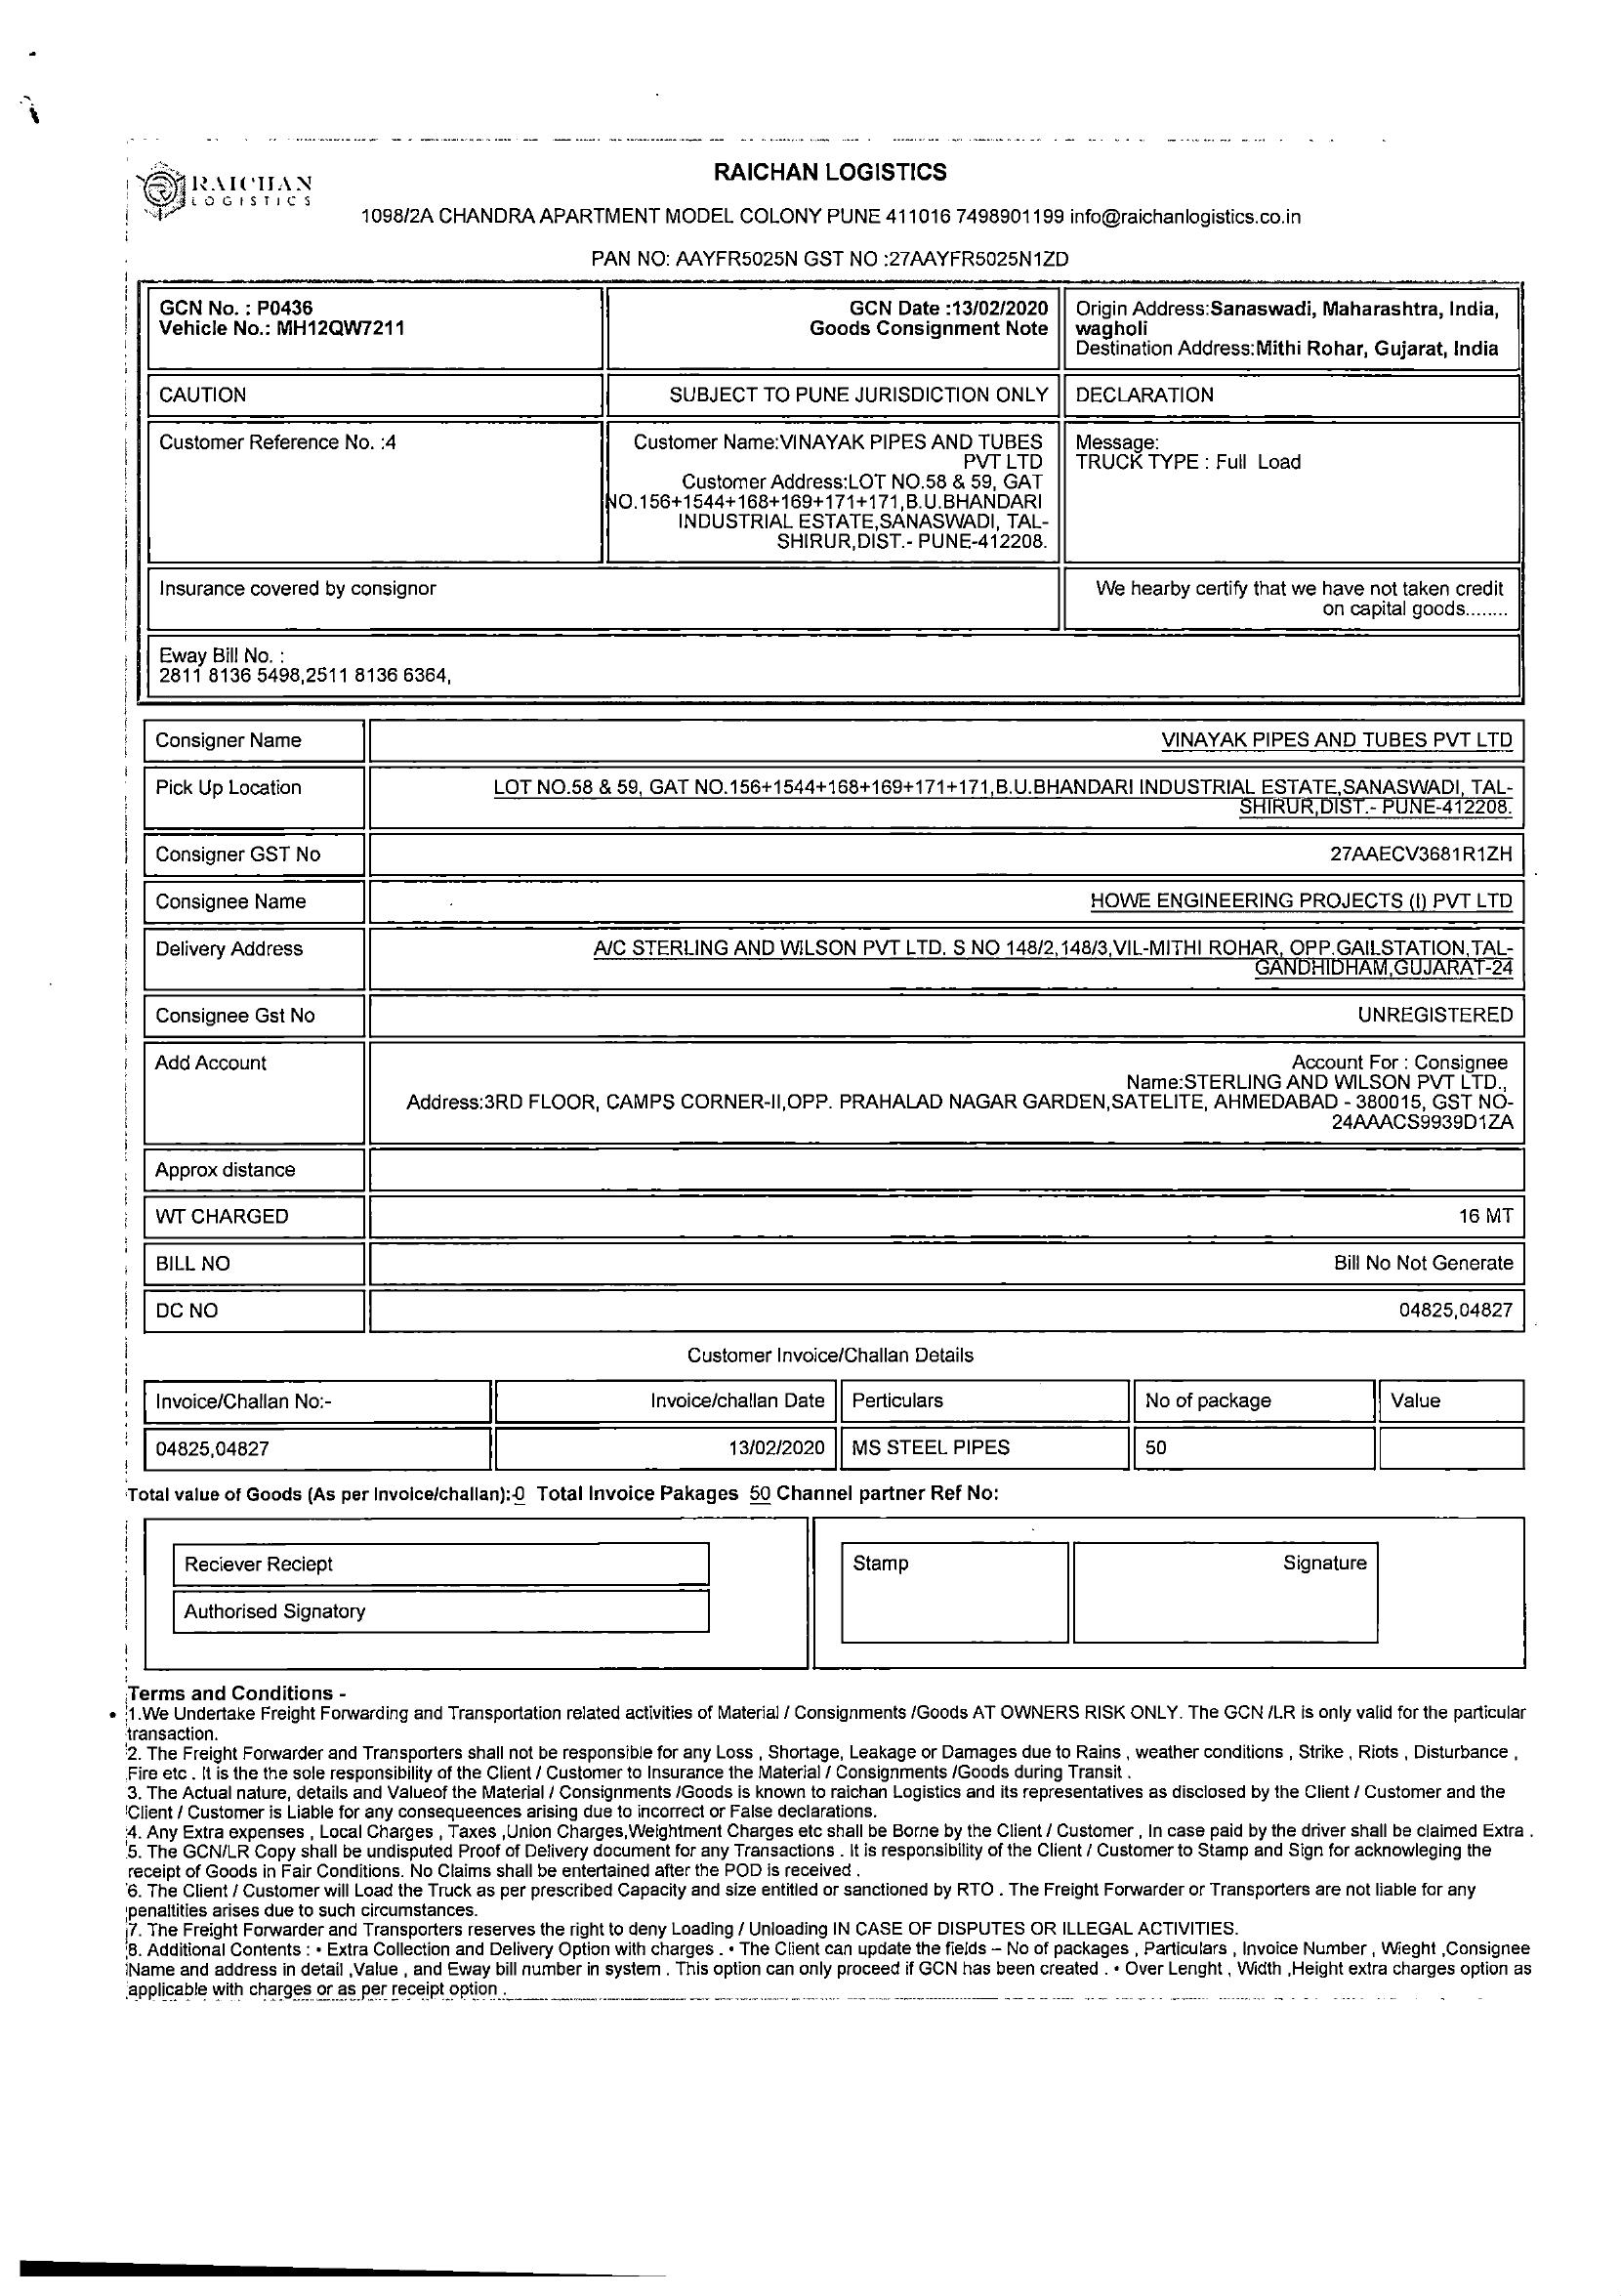 RAICHAN
LOGISTICS
RAICHAN LOGISTICS
1098/2A CHANDRA APARTMENT MODEL COLONY PUNE 411016 7498901199 info@raichanlogistics.co.in
PAN NO: AAYFR5025N GST NO :27AAYFR5025N1ZD
GCN No. : P0436
Vehicle No.: MH12QW7211
GCN Date :13/02/2020
Goods Consignment Note
Origin Address:Sanaswadi, Maharashtra, India,
wagholi
Destination Address:Mithi Rohar, Gujarat, India
CAUTION
SUBJECT TO PUNE JURISDICTION ONLY
DECLARATION
Customer Reference No. :4
Customer Name:VINAYAK PIPES AND TUBES
PVT LTD
Customer Address:LOT NO.58 & 59, GAT
NO.156+1544+168+169+171+171,B.U.BHANDARI
INDUSTRIAL ESTATE,SANASWADI, TAL-
SHIRUR,DIST.- PUNE-412208.
Message:
TRUCK TYPE : Full Load
Insurance covered by consignor
We hearby certify that we have not taken credit
on capital goods........
Eway Bill No. :
2811 8136 5498,2511 8136 6364,
Consigner Name
VINAYAK PIPES AND TUBES PVT LTD
Pick Up Location
LOT NO.58 & 59, GAT NO.156+1544+168+169+171+171,B.U.BHANDARI INDUSTRIAL ESTATE,SANASWADI, TAL-
SHIRUR,DIST.- PUNE-412208.
Consigner GST No
27AAECV3681R1ZH
Consignee Name
HOWE ENGINEERING PROJECTS (I) PVT LTD
Delivery Address
A/C STERLING AND WILSON PVT LTD. S NO 148/2,148/3,VIL-MITHI ROHAR, OPP.GAILSTATION,TAL-
GANDHIDHAM,GUJARAT-24
Consignee Gst No
UNREGISTERED
Add Account
Account For : Consignee
Name:STERLING AND WILSON PVT LTD.,
Address:3RD FLOOR, CAMPS CORNER-II,OPP. PRAHALAD NAGAR GARDEN,SATELITE, AHMEDABAD - 380015, GST NO-
24AAACS9939D1ZA
Approx distance
WT CHARGED
16 MT
BILL NO
Bill No Not Generate
DC NO
04825,04827
Customer Invoice/Challan Details
Invoice/Challan No:-
Invoice/challan Date
Perticulars
No of package
Value
04825,04827
13/02/2020
MS STEEL PIPES
50
Total value of Goods (As per Invoice/challan):-0 Total Invoice Pakages 50 Channel partner Ref No:
Reciever Reciept
Authorised Signatory
Stamp
Signature
Terms and Conditions -
• 1.We Undertake Freight Forwarding and Transportation related activities of Material / Consignments /Goods AT OWNERS RISK ONLY. The GCN /LR is only valid for the particular
transaction.
2. The Freight Forwarder and Transporters shall not be responsible for any Loss , Shortage, Leakage or Damages due to Rains , weather conditions , Strike , Riots , Disturbance ,
Fire etc . It is the the sole responsibility of the Client / Customer to Insurance the Material / Consignments /Goods during Transit .
3. The Actual nature, details and Valueof the Material / Consignments /Goods is known to raichan Logistics and its representatives as disclosed by the Client / Customer and the
Client / Customer is Liable for any consequeences arising due to incorrect or False declarations.
4. Any Extra expenses , Local Charges , Taxes ,Union Charges,Weightment Charges etc shall be Borne by the Client / Customer , In case paid by the driver shall be claimed Extra .
5. The GCN/LR Copy shall be undisputed Proof of Delivery document for any Transactions . It is responsibility of the Client / Customer to Stamp and Sign for acknowleging the
receipt of Goods in Fair Conditions. No Claims shall be entertained after the POD is received .
6. The Client / Customer will Load the Truck as per prescribed Capacity and size entitled or sanctioned by RTO . The Freight Forwarder or Transporters are not liable for any
penaltities arises due to such circumstances.
7. The Freight Forwarder and Transporters reserves the right to deny Loading / Unloading IN CASE OF DISPUTES OR ILLEGAL ACTIVITIES.
8. Additional Contents : • Extra Collection and Delivery Option with charges . • The Client can update the fields – No of packages , Particulars , Invoice Number , Wieght ,Consignee
Name and address in detail ,Value , and Eway bill number in system . This option can only proceed if GCN has been created . • Over Lenght , Width ,Height extra charges option as
applicable with charges or as per receipt option .